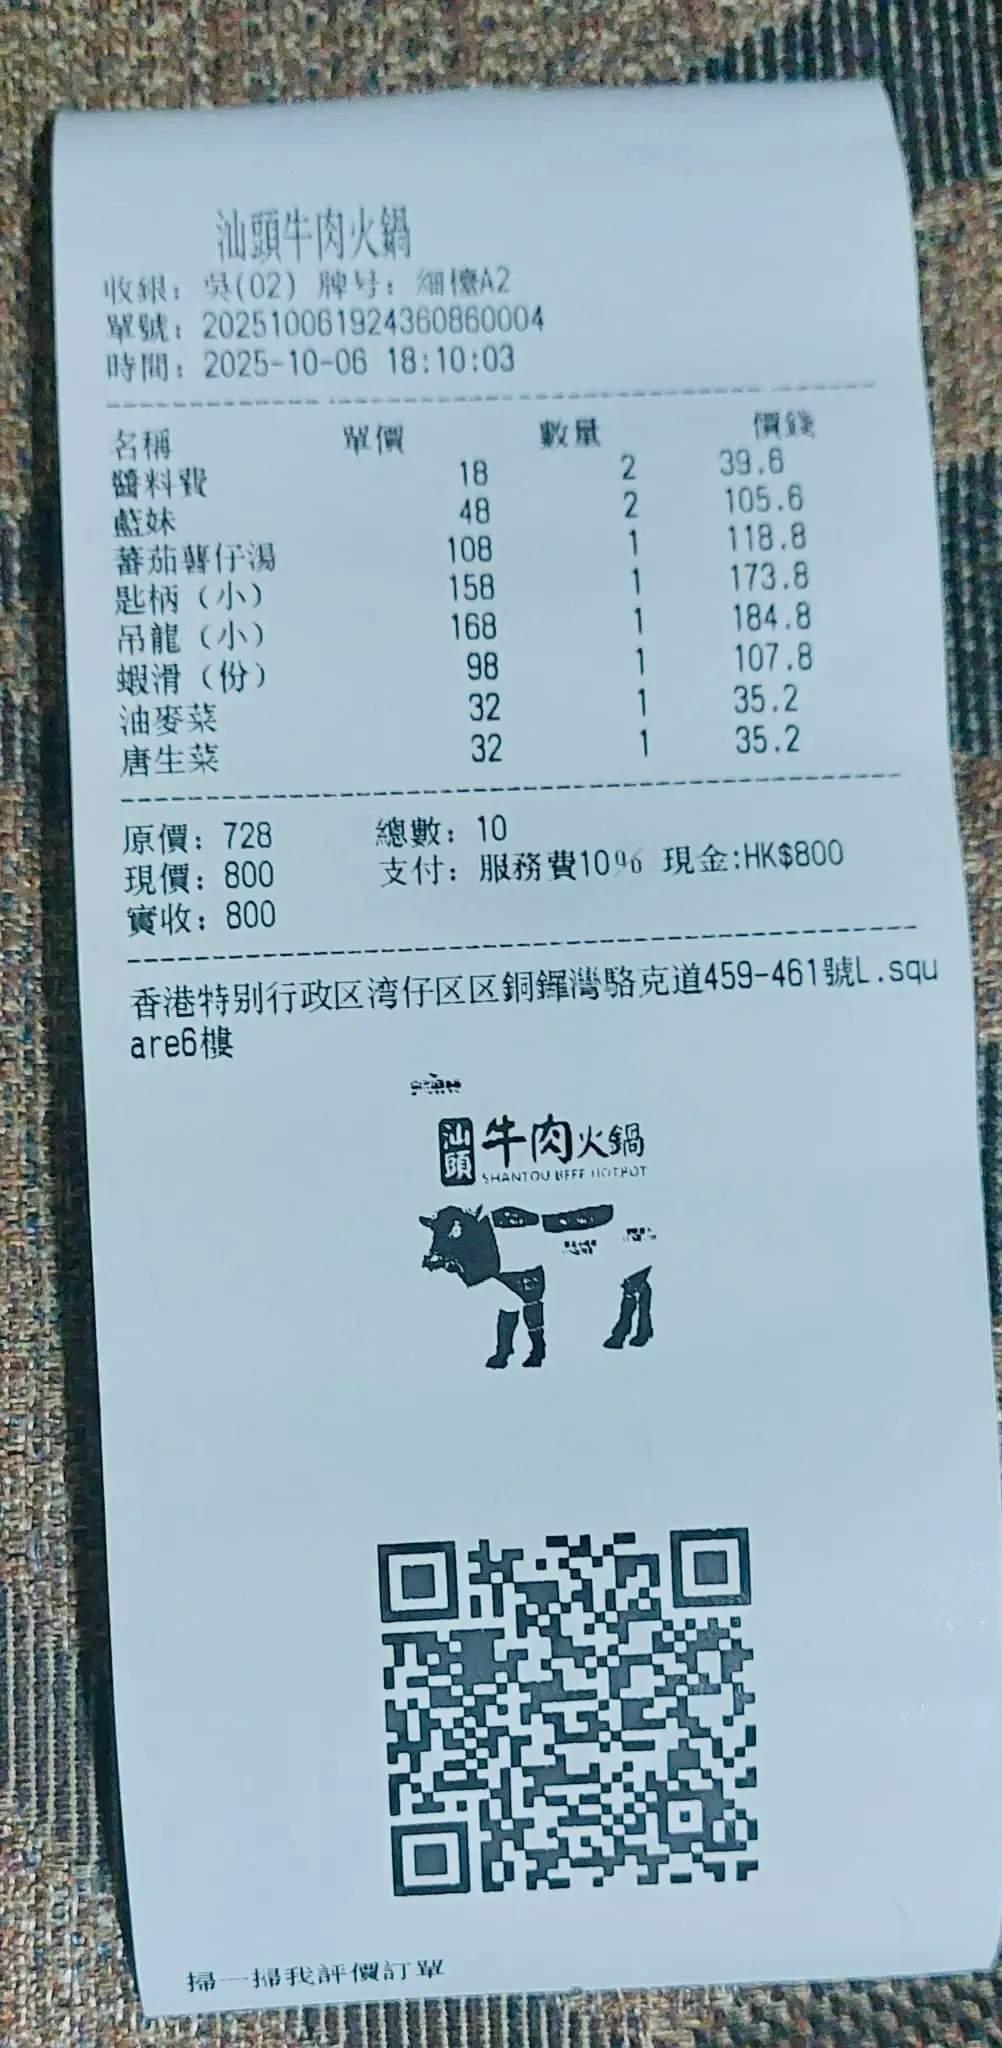 汕頭牛肉火鍋
收銀: 吳(02) 牌号: 細檯A2
單號: 202510061924360860004
時間: 2025-10-06 18:10:03
名稱 單價 數量 價錢
醬料費 18 2 39.6
藍妹 48 2 105.6
蕃茄薯仔湯 108 1 118.8
匙柄（小） 158 1 173.8
吊龍（小） 168 1 184.8
蝦滑（份） 98 1 107.8
油麥菜 32 1 35.2
唐生菜 32 1 35.2
原價: 728 總數: 10
現價: 800 支付: 服務費10% 現金:HK$800
實收: 800
香港特别行政区湾仔区区銅鑼灣駱克道459-461號L.squ
are6樓
汕頭 牛肉火鍋
SHANTOU BEEF HOTPOT
掃一掃我評價訂單